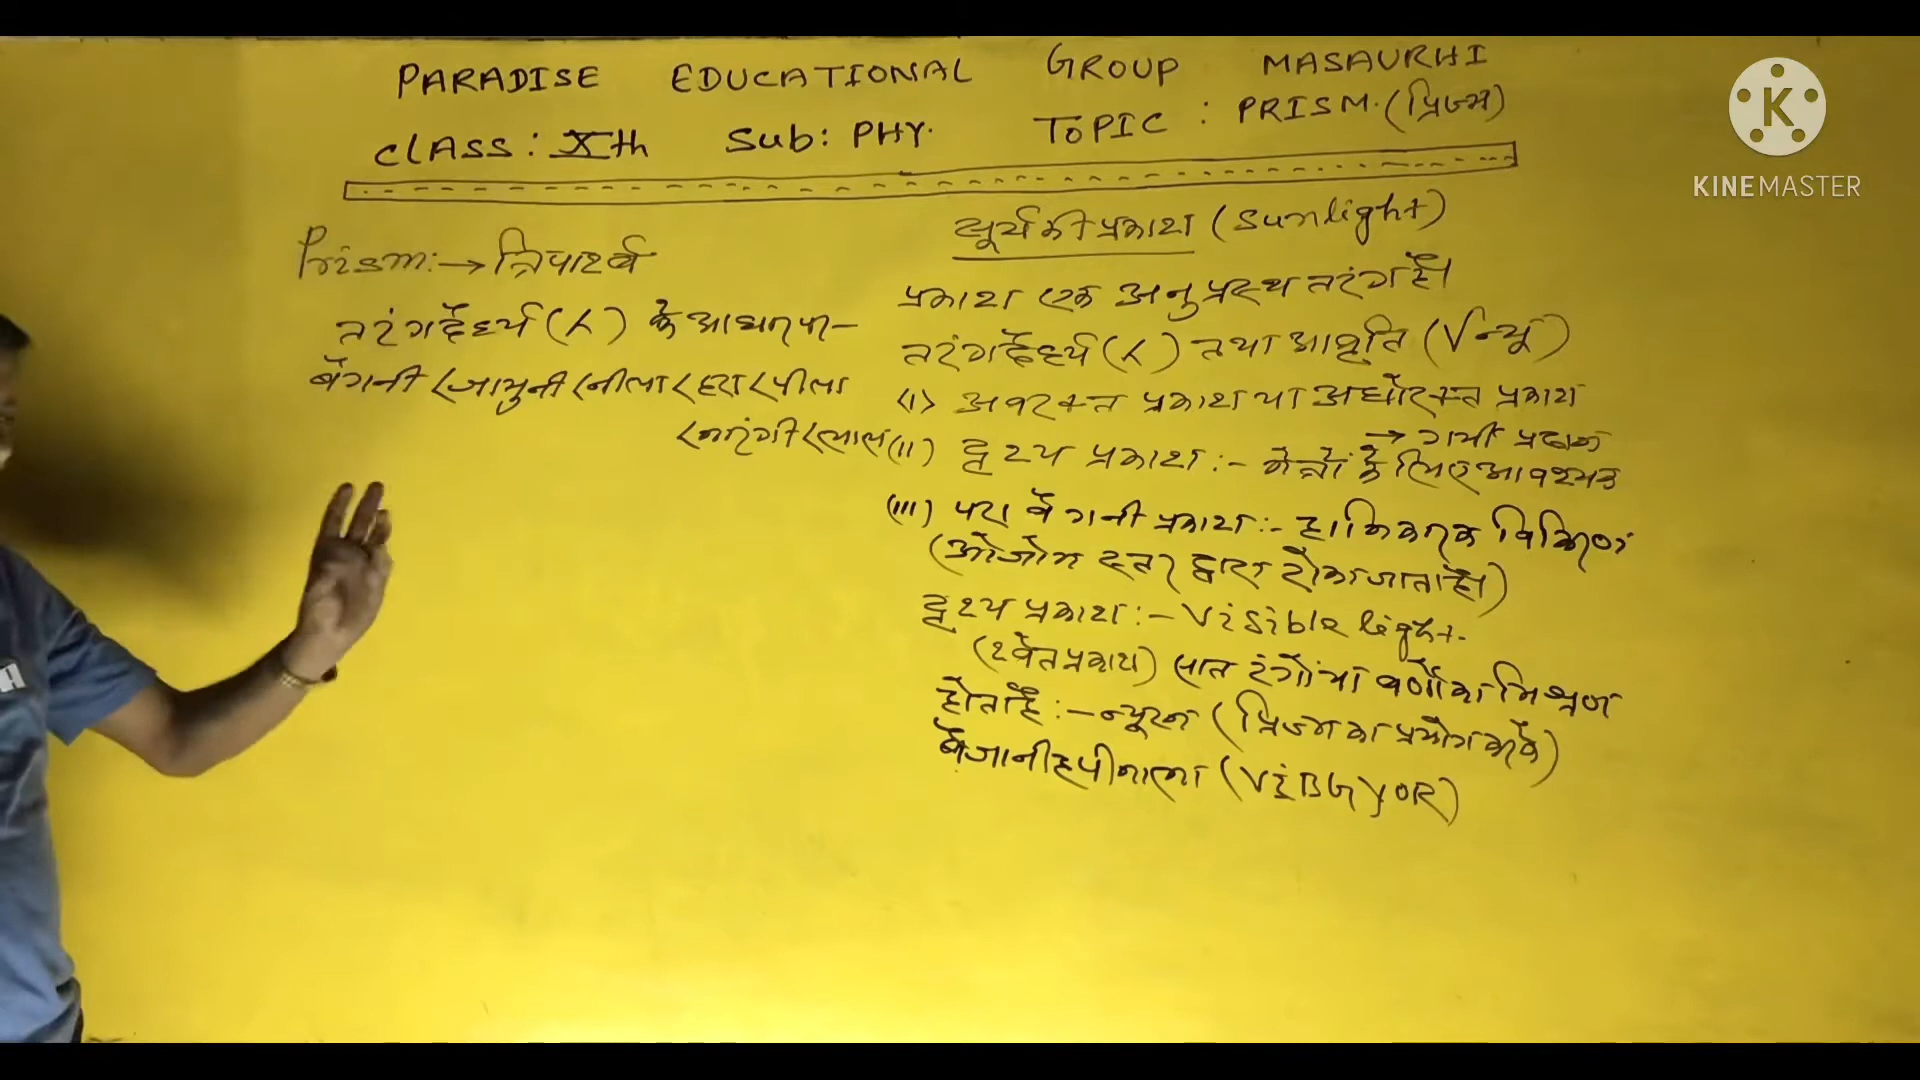 PARADISE EDUCATIONAL GROUP MASAURHI
CLASS: Xth Sub: PHY. TOPIC : PRISM. (प्रिज्म)
KINEMASTER
Prism:→ त्रिपार्श्व
तरंगदैर्ध्य (λ) के आधार पर–
बैगनी <जामुनी <नीला <हरा <पीला
<नारंगी <लाल
सूर्य की प्रकाश (Sunlight)
प्रकाश एक अनुप्रस्थ तरंग है।
तरंगदैर्ध्य (λ) तथा आवृति (√न्यू)
(i) अवरक्त प्रकाश या अधोरक्त प्रकाश
→ गर्मी प्रदान
(ii) दृश्य प्रकाश :- नेत्रों के लिए आवश्यक
(iii) परा बैगनी प्रकाश :- हानिकारक विकिरण
(ओजोन स्तर द्वारा रोका जाता है।)
दृश्य प्रकाश :- Visible light.
(श्वेत प्रकाश) सात रंगों या वर्णों का मिश्रण
होता है :- न्यूटन (प्रिज्म का प्रयोग करके)
बैजानीहपीनाला (VIBGYOR)